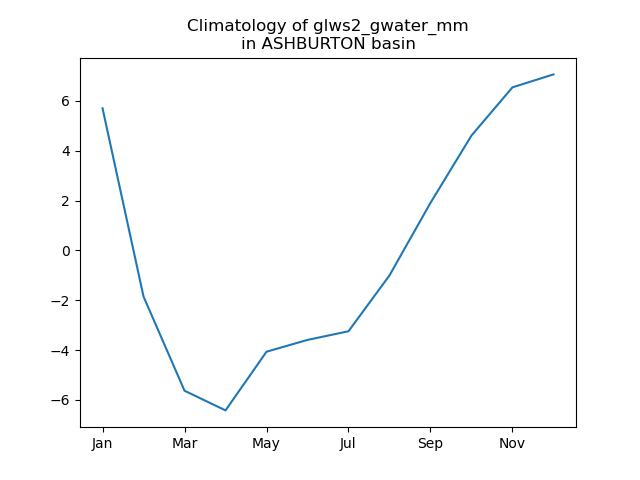 Climatology of glws2_gwater_mm
in ASHBURTON basin
6
4
2
0
−2
−4
−6
Jan
Mar
May
Jul
Sep
Nov